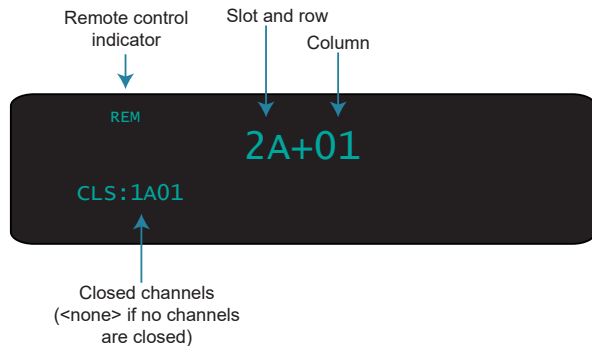 Remote control
indicator
Slot and row
Column
REM
2A+01
CLS:1A01
Closed channels
(<none> if no channels
are closed)